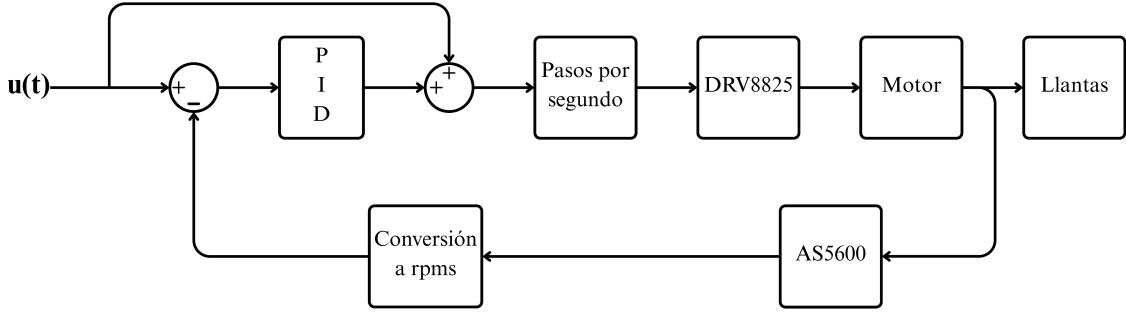 u(t)
+
-
P
I
D
+
+
Pasos por
segundo
DRV8825
Motor
Llantas
Conversión
a rpms
AS5600